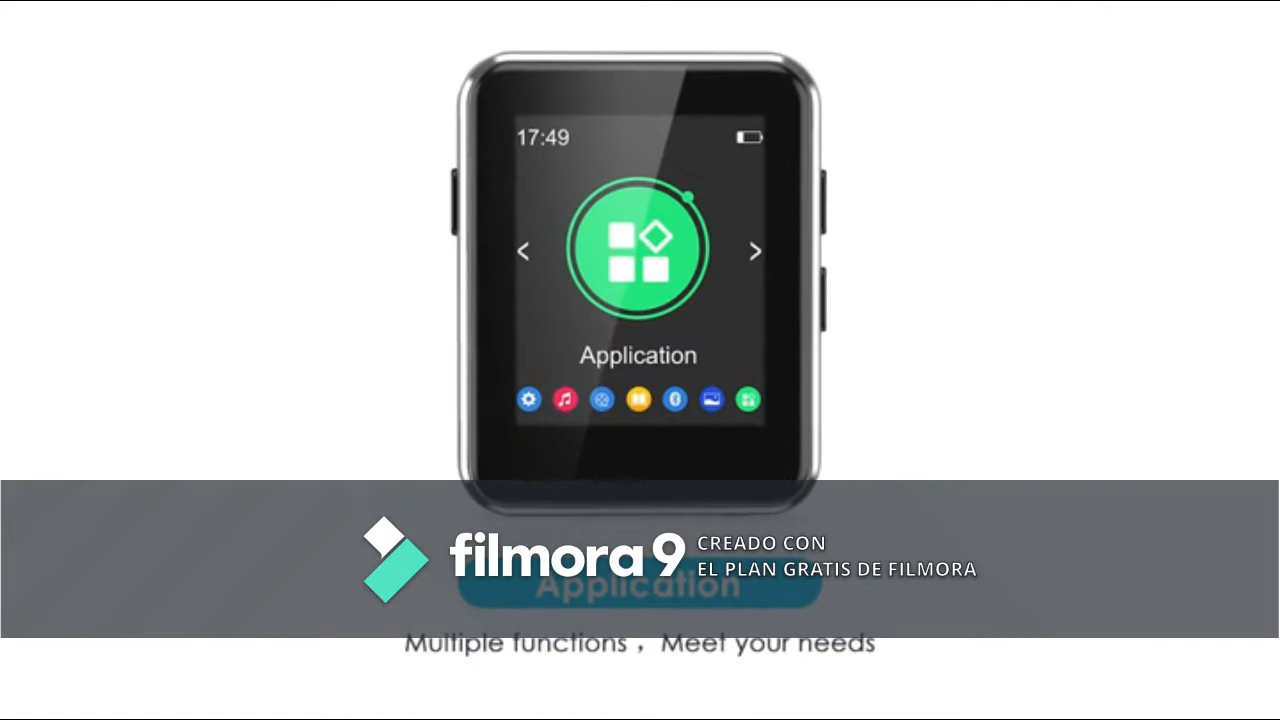 17:49
<
>
Application
filmora9 CREADO CON
EL PLAN GRATIS DE FILMORA
Application
Multiple functions , Meet your needs